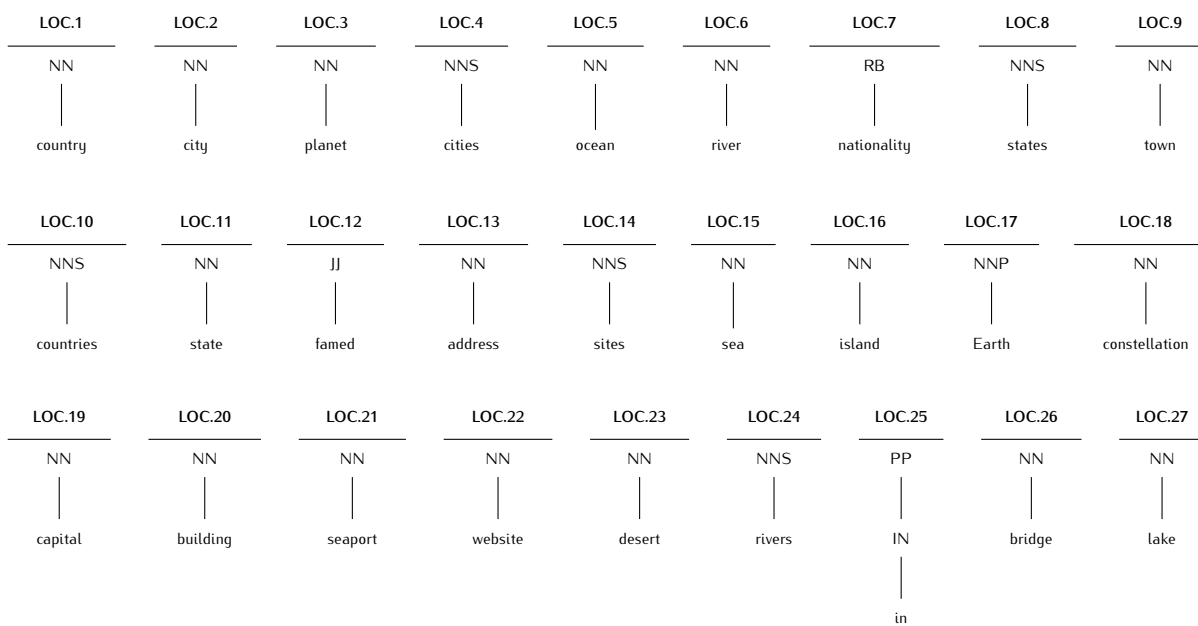 LOC.1 LOC.2 LOC.3 LOC.4 LOC.5 LOC.6 LOC.7 LOC.8 LOC.9
NN NN NN NNS NN NN RB NNS NN
country city planet cities ocean river nationality states town
LOC.10 LOC.11 LOC.12 LOC.13 LOC.14 LOC.15 LOC.16 LOC.17 LOC.18
NNS NN JJ NN NNS NN NN NNP NN
countries state famed address sites sea island Earth constellation
LOC.19 LOC.20 LOC.21 LOC.22 LOC.23 LOC.24 LOC.25 LOC.26 LOC.27
NN NN NN NN NN NNS PP NN NN
capital building seaport website desert rivers IN bridge lake
in